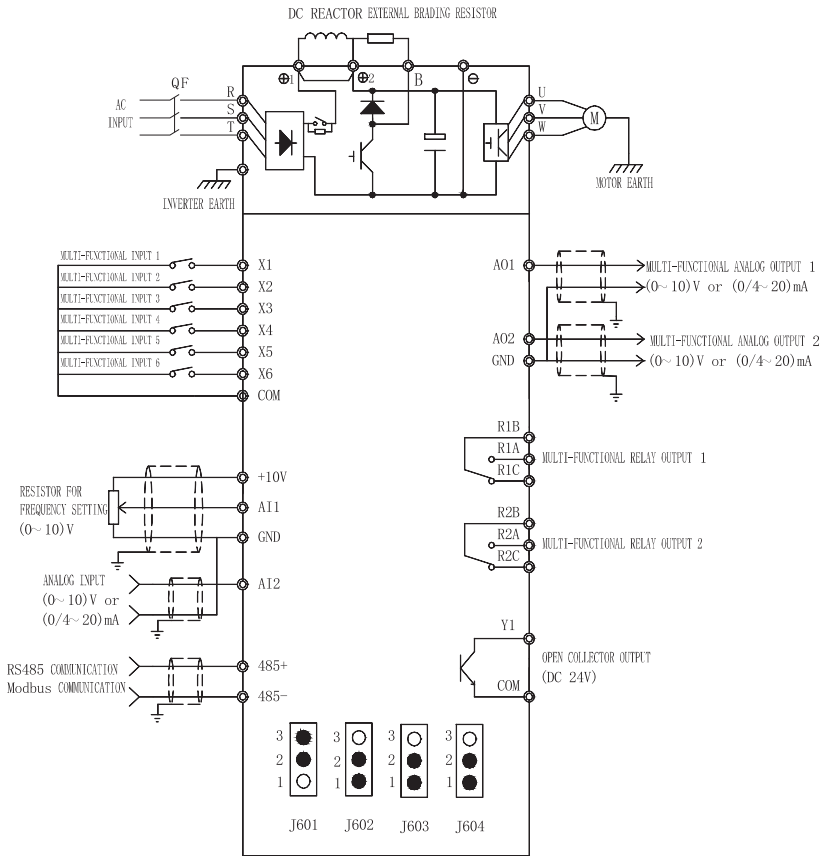 DC REACTOR EXTERNAL BRADING RESISTOR
⊕1
⊕2
B
⊖
QF
AC
INPUT
R
S
T
U
V
W
M
INVERTER EARTH
MOTOR EARTH
MULTI-FUNCTIONAL INPUT 1
X1
MULTI-FUNCTIONAL INPUT 2
X2
MULTI-FUNCTIONAL INPUT 3
X3
MULTI-FUNCTIONAL INPUT 4
X4
MULTI-FUNCTIONAL INPUT 5
X5
MULTI-FUNCTIONAL INPUT 6
X6
COM
AO1
MULTI-FUNCTIONAL ANALOG OUTPUT 1
(0~10)V or (0/4~20)mA
AO2
MULTI-FUNCTIONAL ANALOG OUTPUT 2
GND
(0~10)V or (0/4~20)mA
R1B
R1A
MULTI-FUNCTIONAL RELAY OUTPUT 1
R1C
R2B
R2A
MULTI-FUNCTIONAL RELAY OUTPUT 2
R2C
+10V
RESISTOR FOR
FREQUENCY SETTING
(0~10)V
AI1
GND
ANALOG INPUT
(0~10)V or
(0/4~20)mA
AI2
Y1
OPEN COLLECTOR OUTPUT
(DC 24V)
COM
RS485 COMMUNICATION
Modbus COMMUNICATION
485+
485-
3
2
1
J601
3
2
1
J602
3
2
1
J603
3
2
1
J604